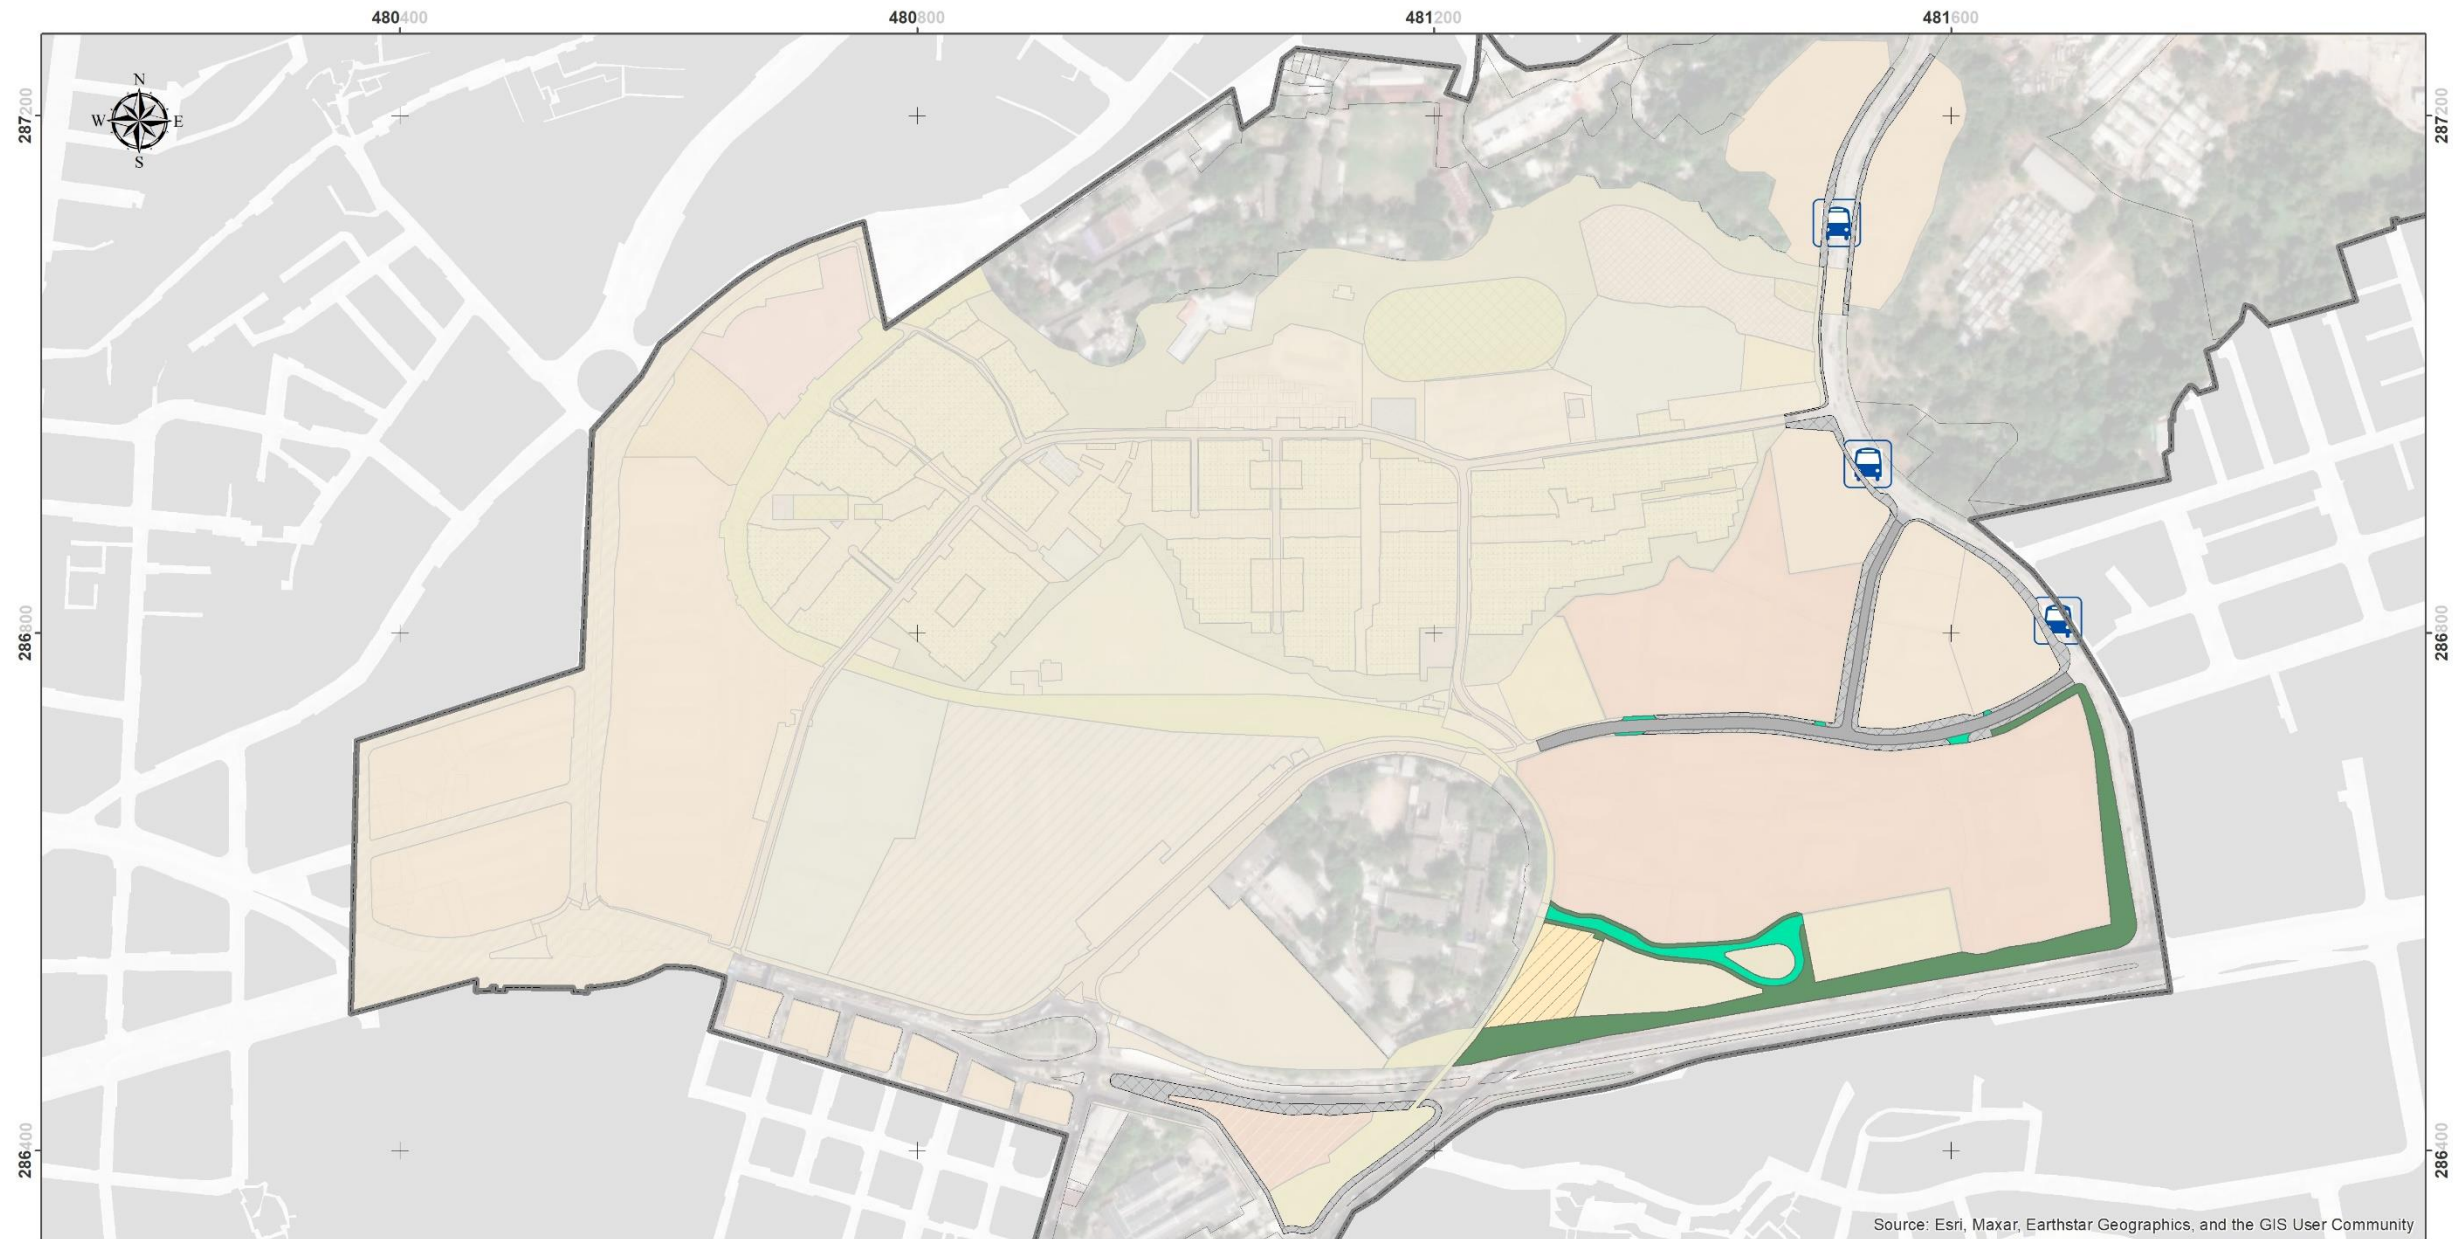 480400 480800 481200 481600
287200 287200
N
W E
S
286800 286800
286400 286400
Source: Esri, Maxar, Earthstar Geographics, and the GIS User Community